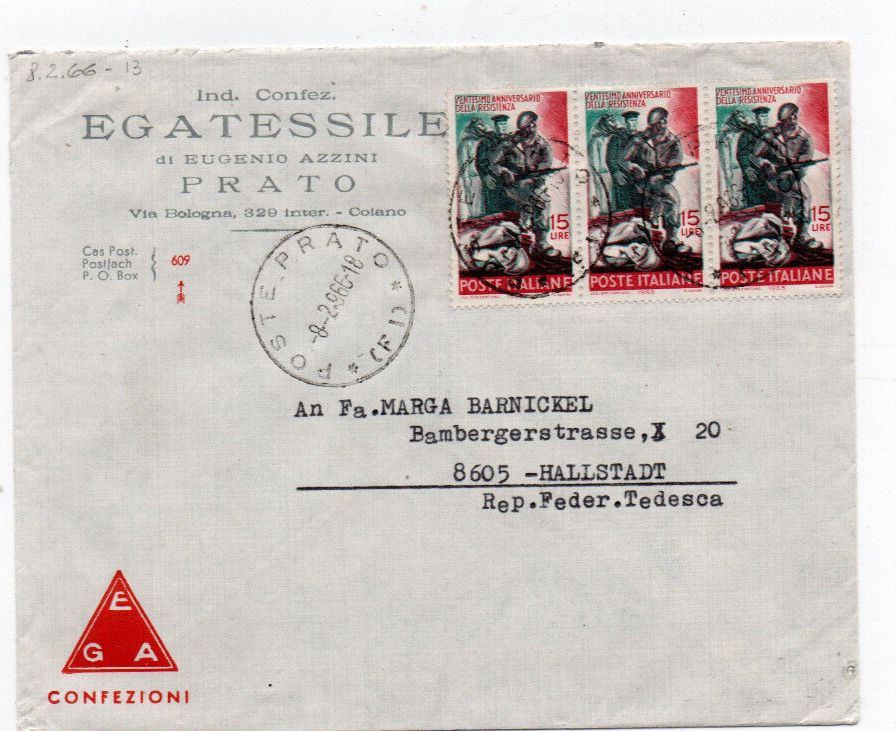 8.2.66 - 13
Ind. Confez.
EGATESSILE
di EUGENIO AZZINI
PRATO
Via Bologna, 329 inter. - Coiano
Cas Post.
Postfach
P. O. Box
609
VENTESIMO ANNIVERSARIO
DELLA RESISTENZA
15
LIRE
POSTE ITALIANE
1965
VENTESIMO ANNIVERSARIO
DELLA RESISTENZA
15
LIRE
POSTE ITALIANE
1965
VENTESIMO ANNIVERSARIO
DELLA RESISTENZA
15
LIRE
POSTE ITALIANE
1965
POSTE-PRATO * (FI) *
-8-2.966-18
An Fa.MARGA BARNICKEL
Bambergerstrasse, 20
8605 -HALLSTADT
Rep.Feder.Tedesca
E
G A
CONFEZIONI